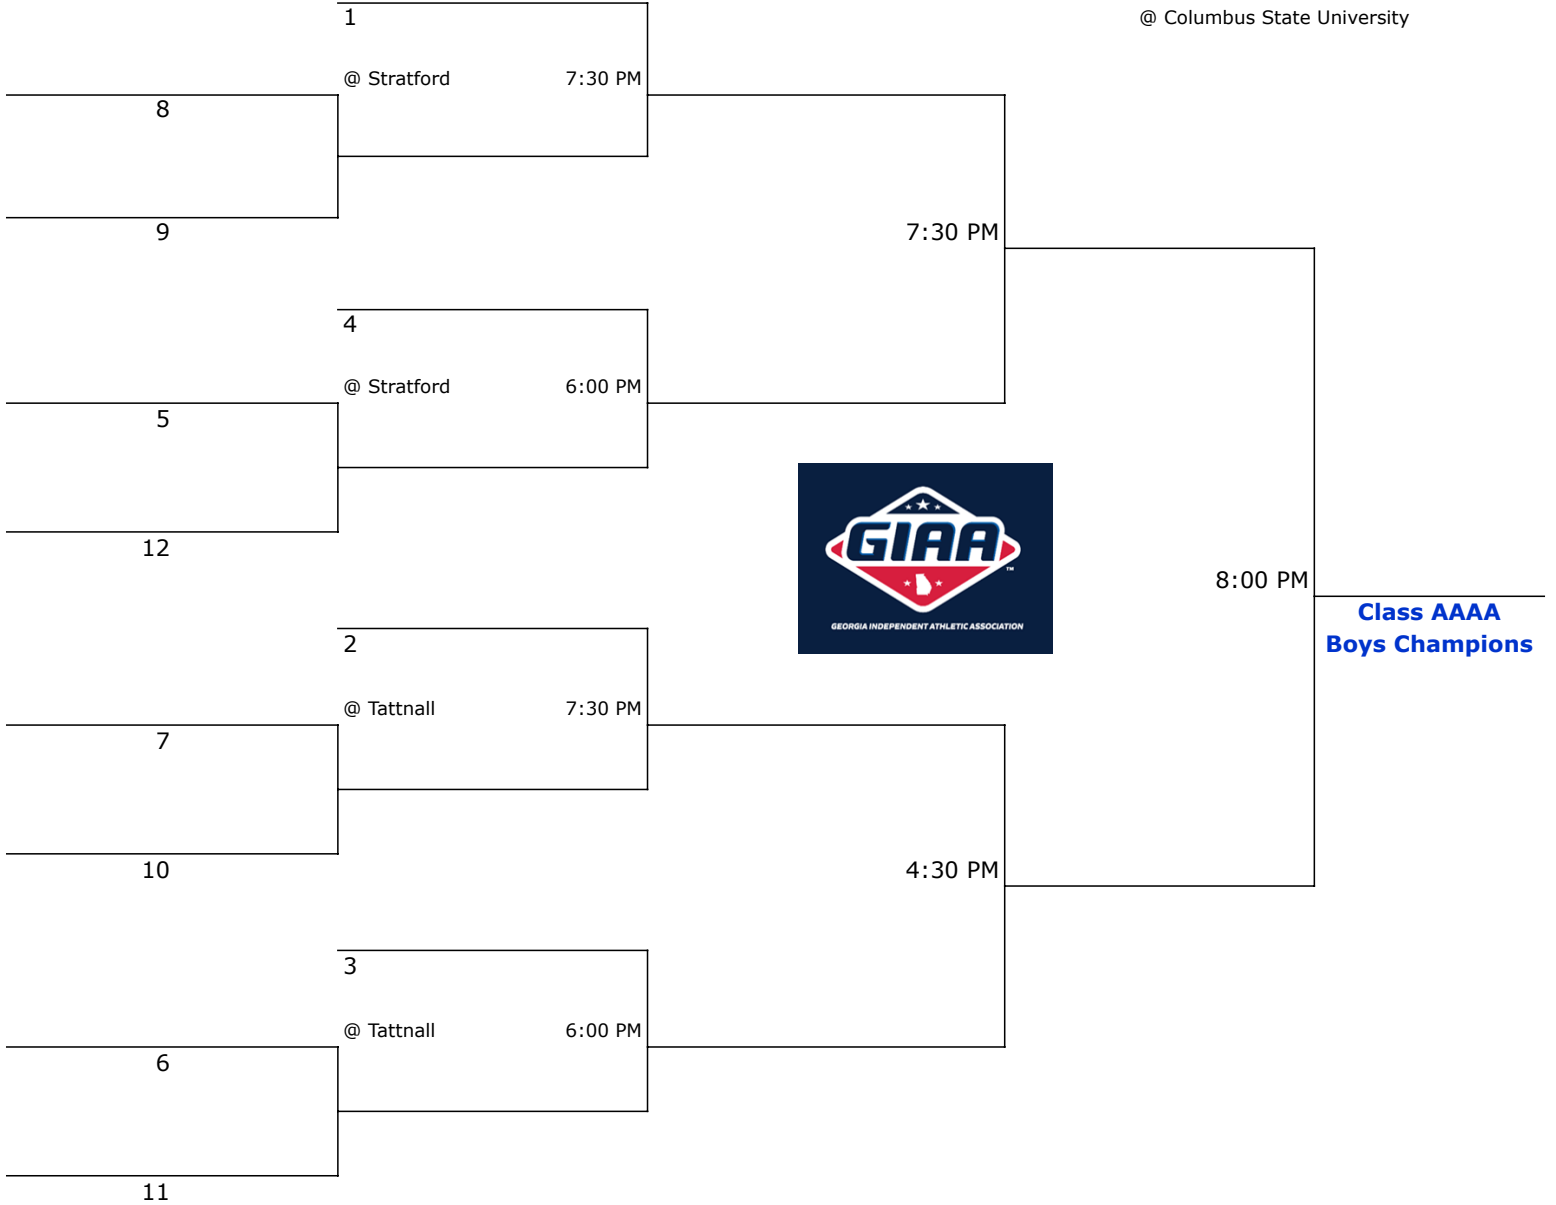 1
@ Columbus State University
@ Stratford 7:30 PM
8
9
7:30 PM
4
@ Stratford 6:00 PM
5
12
GIAA
TM
GEORGIA INDEPENDENT ATHLETIC ASSOCIATION
8:00 PM
Class AAAA
Boys Champions
2
@ Tattnall 7:30 PM
7
10
4:30 PM
3
@ Tattnall 6:00 PM
6
11